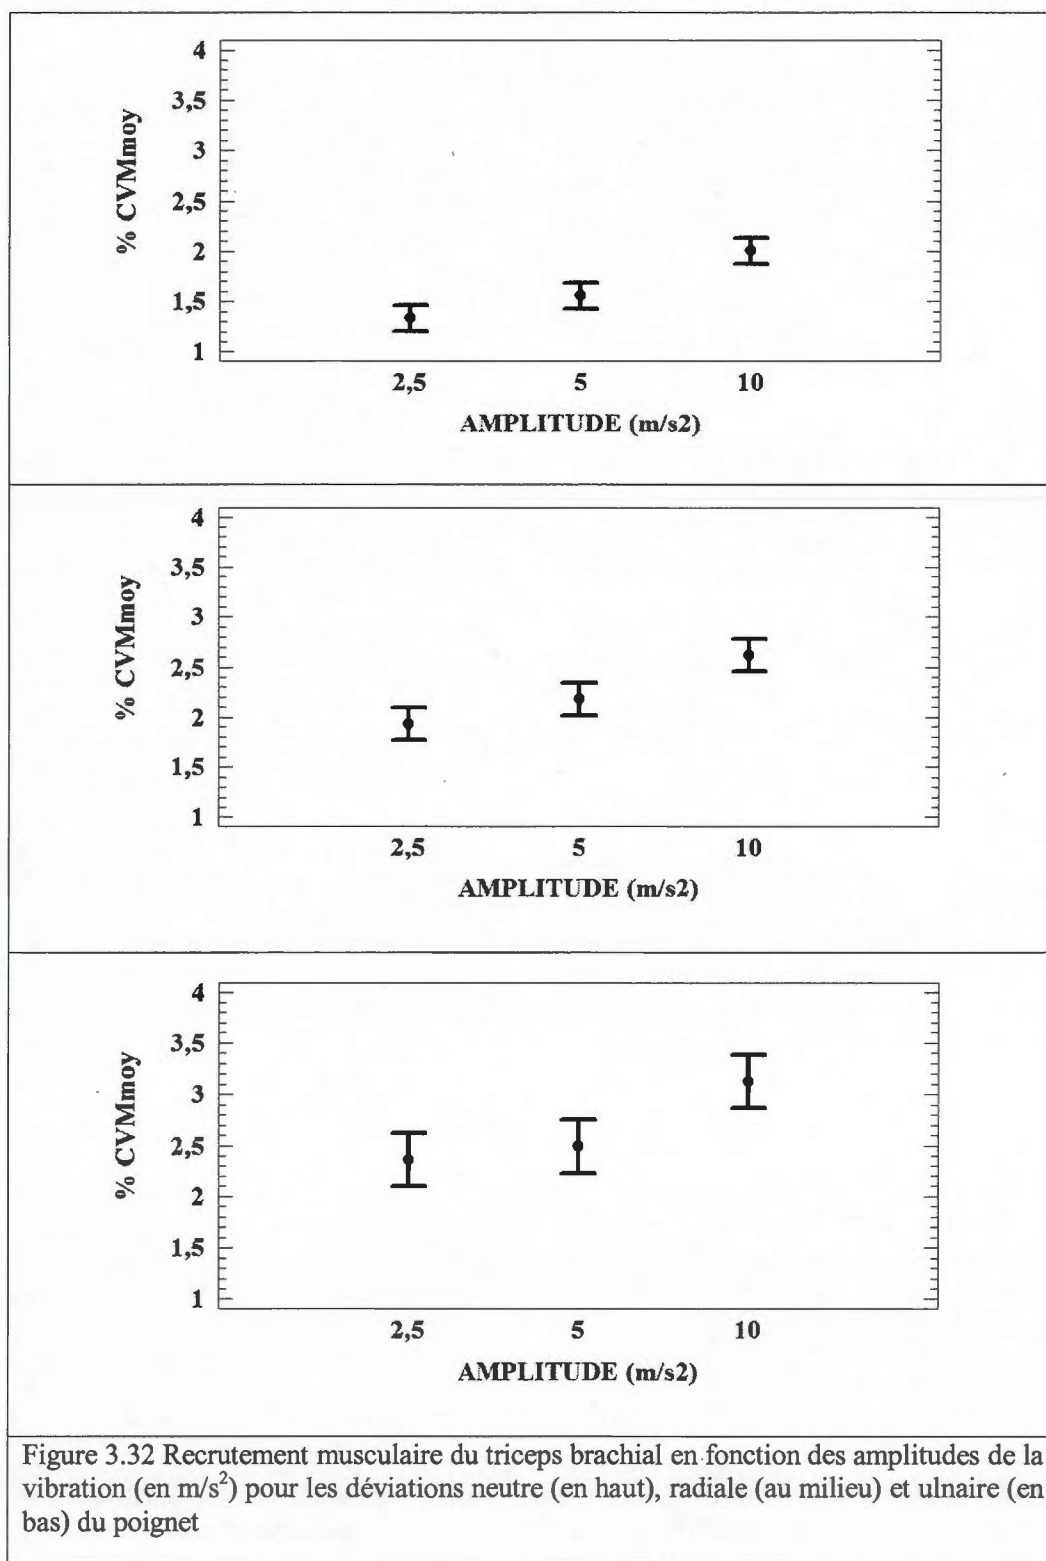 4
3,5
3
2,5
2
1,5
1
% CVMmoy
2,5 5 10
AMPLITUDE (m/s2)
4
3,5
3
2,5
2
1,5
1
% CVMmoy
2,5 5 10
AMPLITUDE (m/s2)
4
3,5
3
2,5
2
1,5
1
% CVMmoy
2,5 5 10
AMPLITUDE (m/s2)
Figure 3.32 Recrutement musculaire du triceps brachial en fonction des amplitudes de la
vibration (en m/s²) pour les déviations neutre (en haut), radiale (au milieu) et ulnaire (en
bas) du poignet